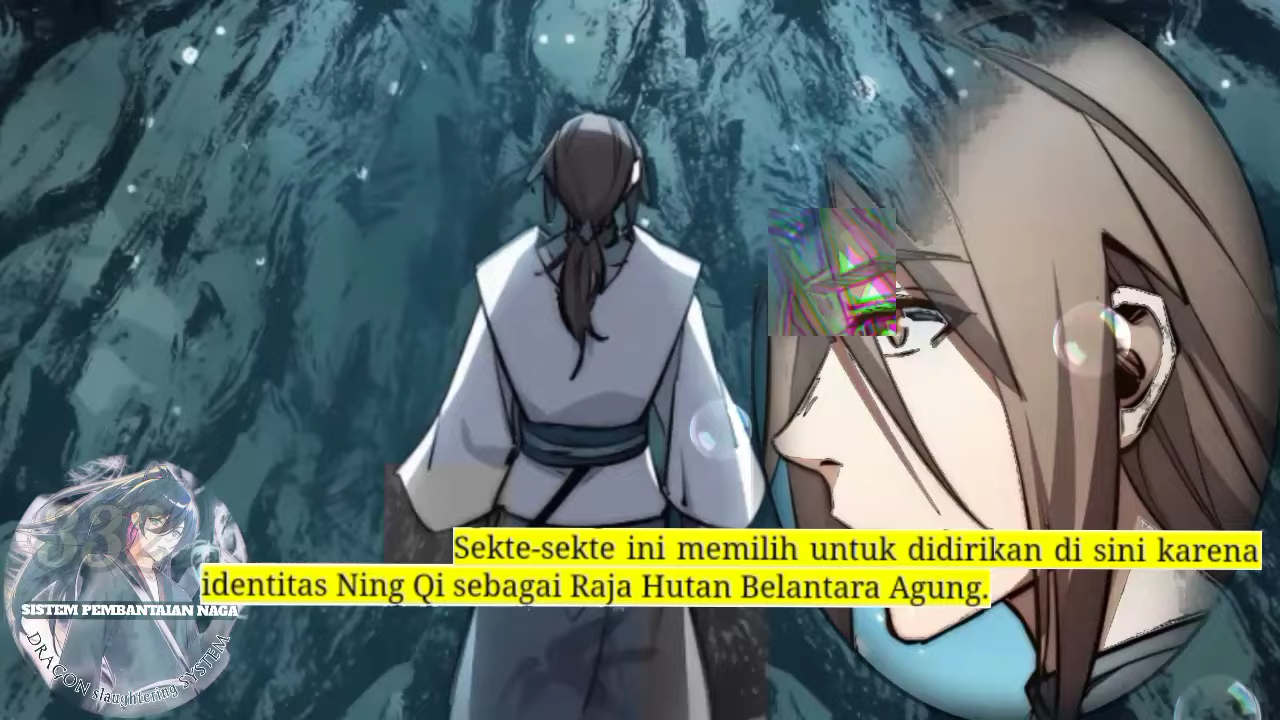 Sekte-sekte ini memilih untuk didirikan di sini karena
identitas Ning Qi sebagai Raja Hutan Belantara Agung.
SISTEM PEMBANTAIAN NAGA
DRAGON slaughtering SYSTEM